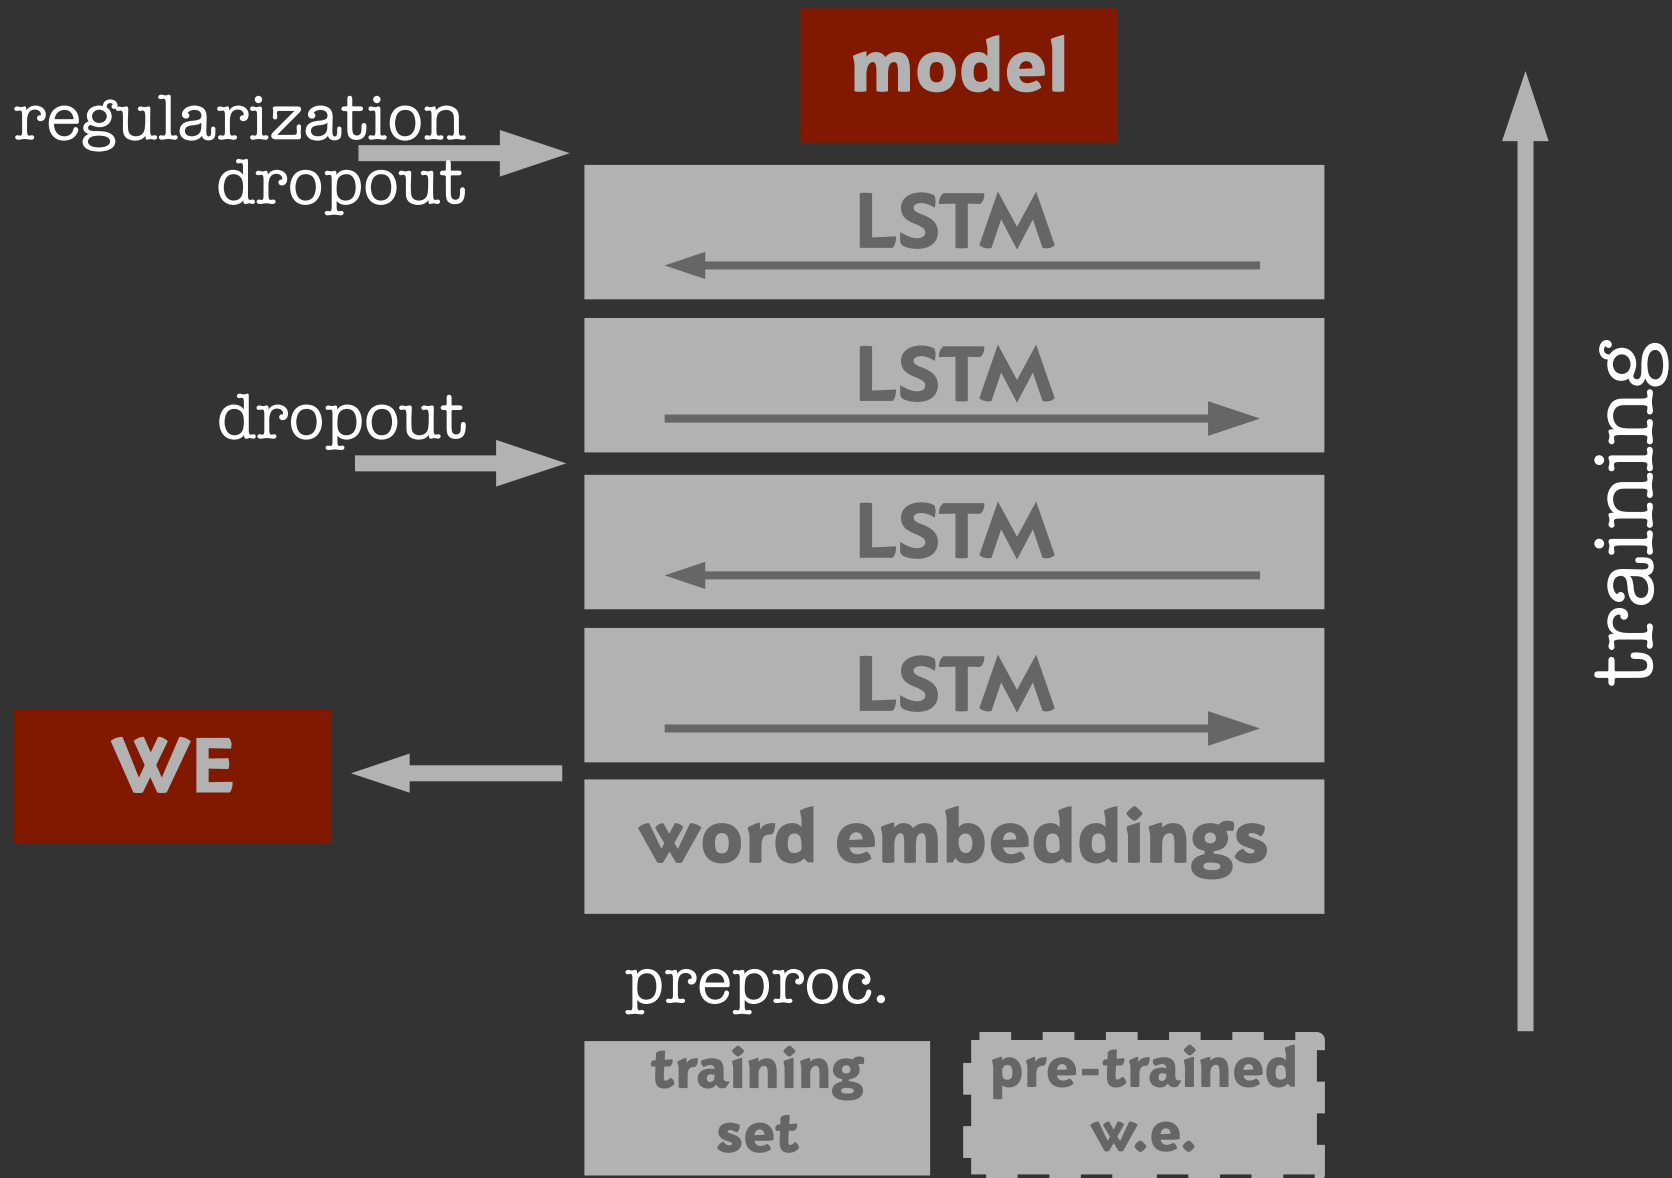 model
regularization
dropout
LSTM
LSTM
dropout
LSTM
LSTM
WE
word embeddings
training
preproc.
training
set
pre-trained
w.e.